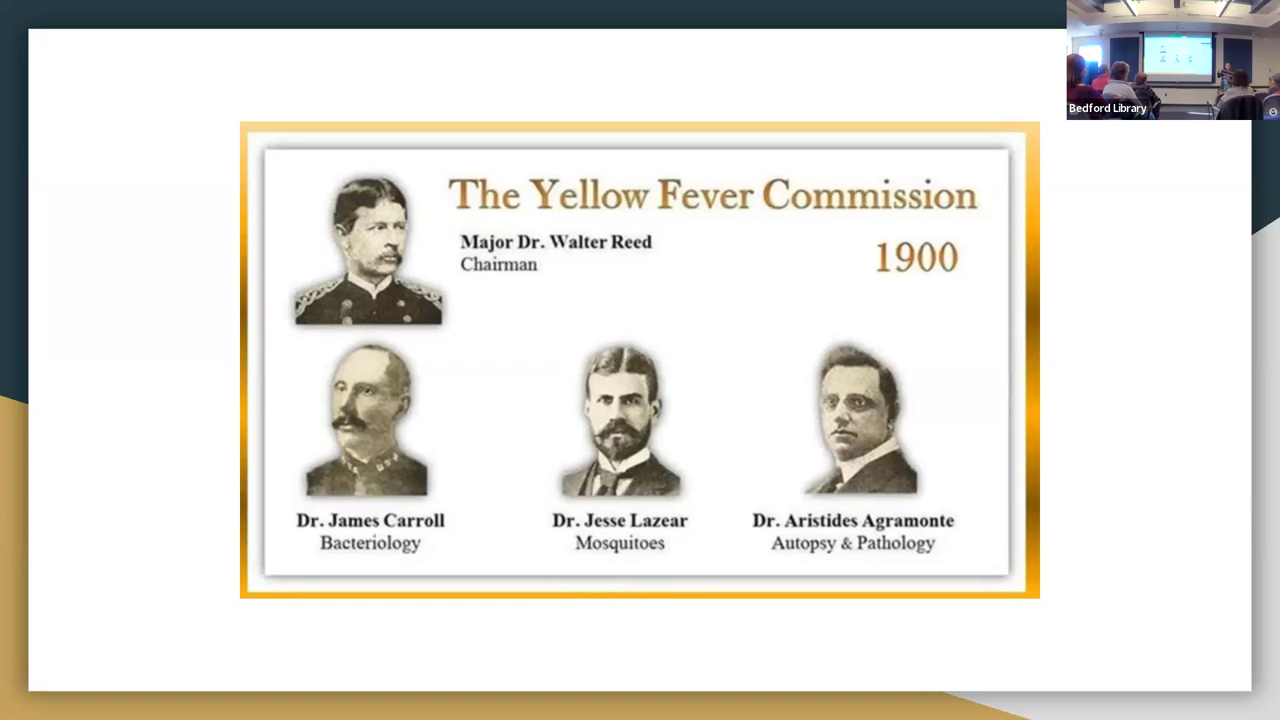 Bedford Library
The Yellow Fever Commission
Major Dr. Walter Reed
Chairman
1900
Dr. James Carroll
Bacteriology
Dr. Jesse Lazear
Mosquitoes
Dr. Aristides Agramonte
Autopsy & Pathology